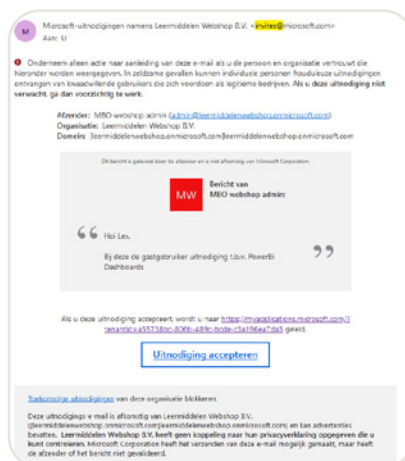 M
Microsoft-uitnodigingen namens Leermiddelen Webshop B.V. <invites@microsoft.com>
Aan: U
Onderneem alleen actie naar aanleiding van deze e-mail als u de persoon en organisatie vertrouwt die
hieronder worden weergegeven. In zeldzame gevallen kunnen individuele personen frauduleuze uitnodigingen
ontvangen van kwaadwillende gebruikers die zich voordoen als legitieme bedrijven. Als u deze uitnodiging niet
verwacht, ga dan voorzichtig te werk.
Afzender: MBO webshop admin (admin@leermiddelenwebshop.onmicrosoft.com)
Organisatie: Leermiddelen Webshop B.V.
Domein: [leermiddelenwebshop.onmicrosoft.com]leermiddelenwebshop.onmicrosoft.com
Dit bericht is geleverd door de afzender en is niet afkomstig van Microsoft Corporation.
MW
Bericht van
MBO webshop admin:
“
Hoi Lex,
Bij deze de gastgebruiker uitnodiging t.b.v. PowerBi
Dashboards
”
Als u deze uitnodiging accepteert, wordt u naar https://myapplications.microsoft.com/?
geleid.
Uitnodiging accepteren
Toekomstige uitnodigingen van deze organisatie blokkeren.
Deze uitnodigings-e-mail is afkomstig van Leermiddelen Webshop B.V.
([leermiddelenwebshop.onmicrosoft.com]leermiddelenwebshop.onmicrosoft.com) en kan advertenties
bevatten. Leermiddelen Webshop B.V. heeft geen koppeling naar hun privacyverklaring opgegeven die u
kunt controleren. Microsoft Corporation heeft het verzenden van deze e-mail mogelijk gemaakt, maar heeft
de afzender of het bericht niet gevalideerd.